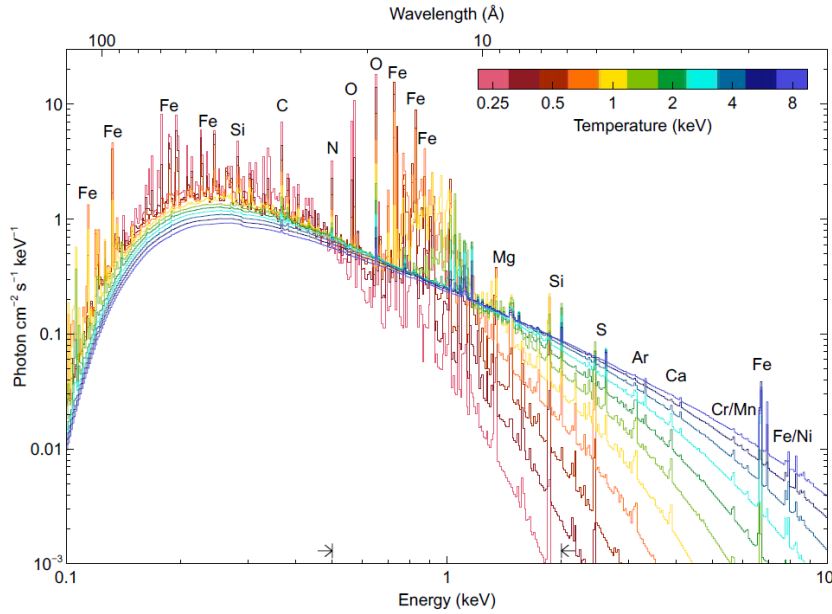 Wavelength (Å)
100 10
10
1
0.1
0.01
10⁻³
Photon cm⁻² s⁻¹ keV⁻¹
Fe
Fe
Fe
Fe
Si
C
N
O
O
Fe
Fe
Fe
Mg
Si
S
Ar
Ca
Cr/Mn
Fe
Fe/Ni
0.25 0.5 1 2 4 8
Temperature (keV)
0.1 1 10
Energy (keV)